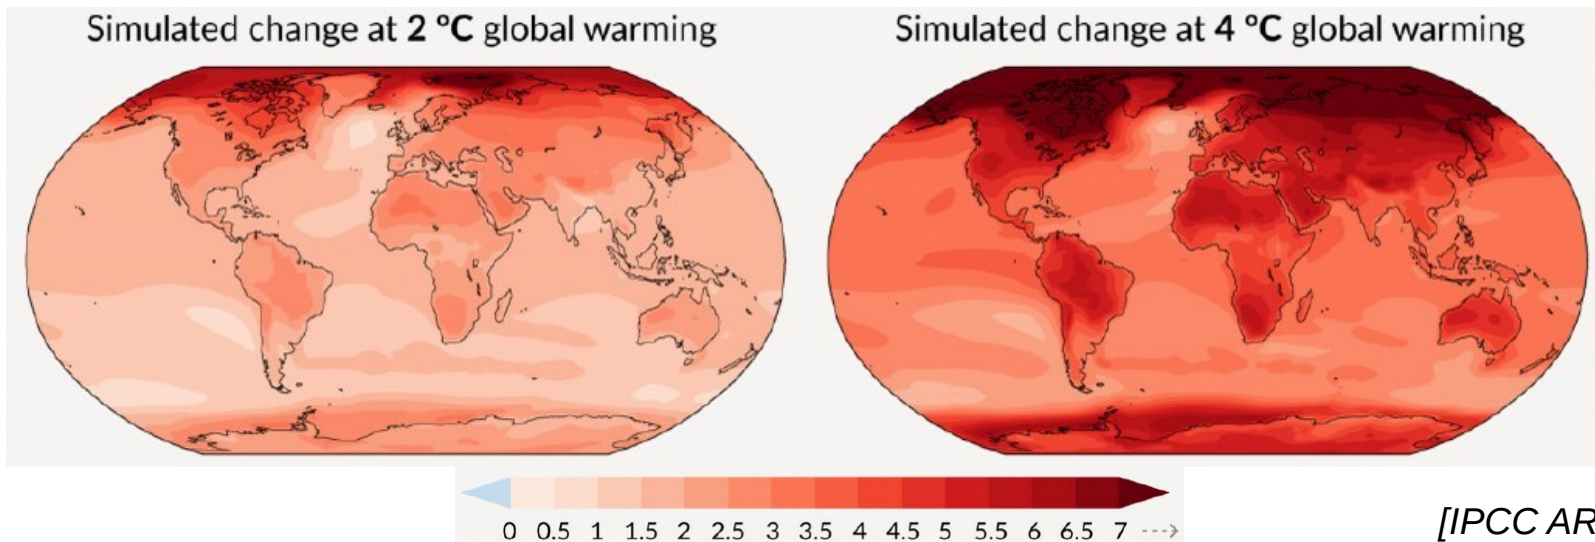 Simulated change at 2 °C global warming
Simulated change at 4 °C global warming
0 0.5 1 1.5 2 2.5 3 3.5 4 4.5 5 5.5 6 6.5 7
[IPCC AR